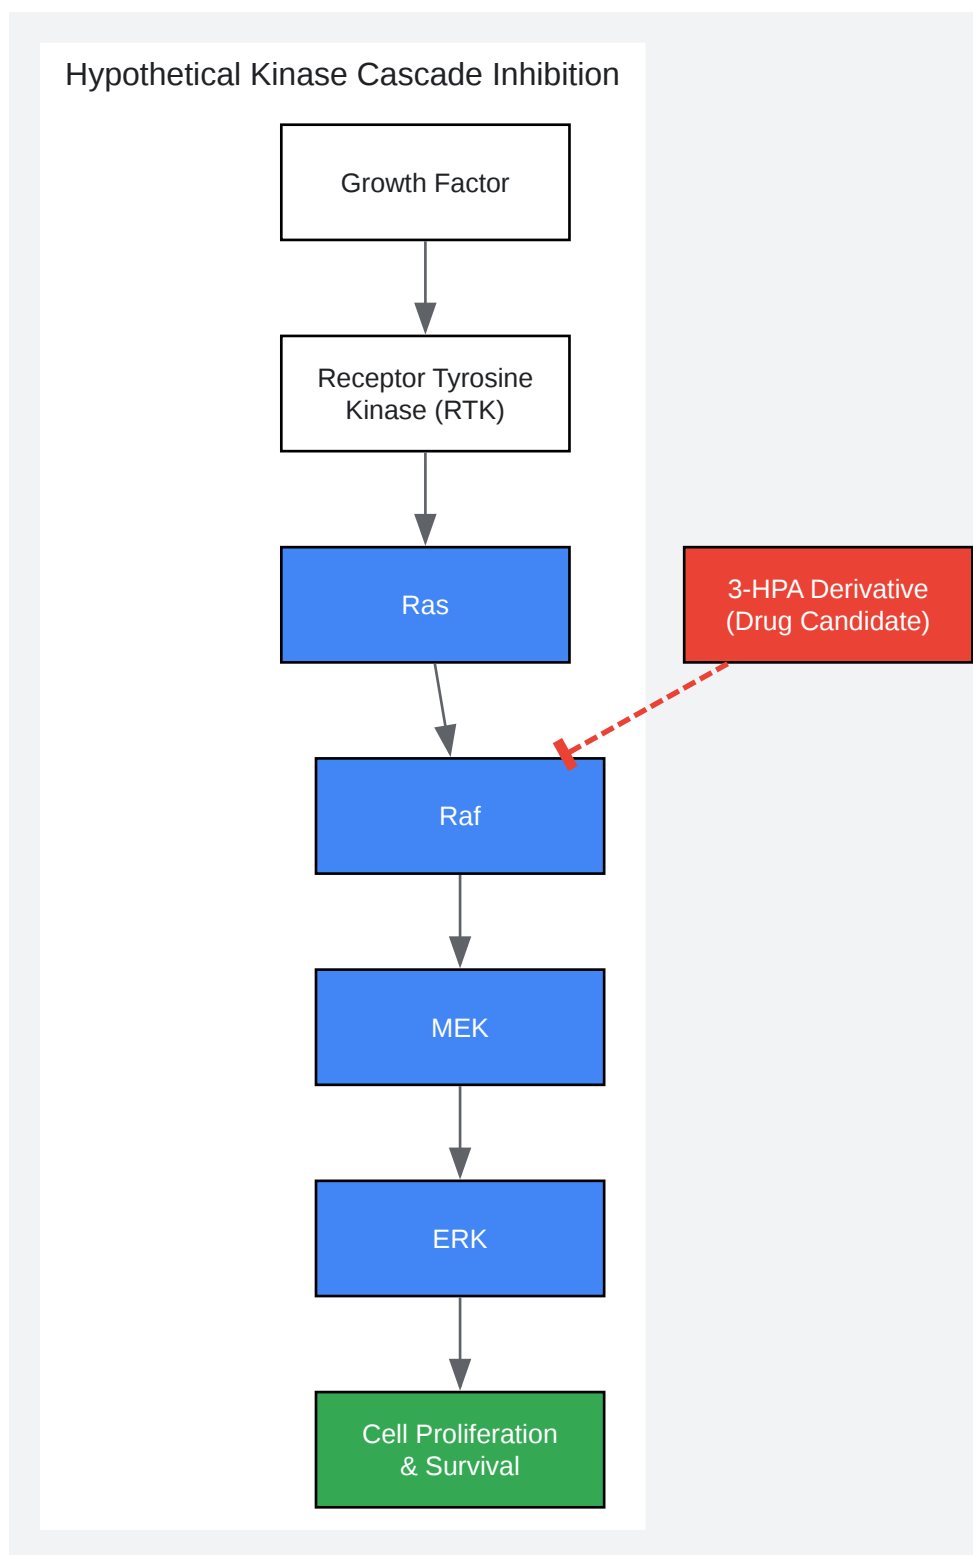 Hypothetical Kinase Cascade Inhibition
Growth Factor
Receptor Tyrosine
Kinase (RTK)
Ras
3-HPA Derivative
(Drug Candidate)
Raf
MEK
ERK
Cell Proliferation
& Survival